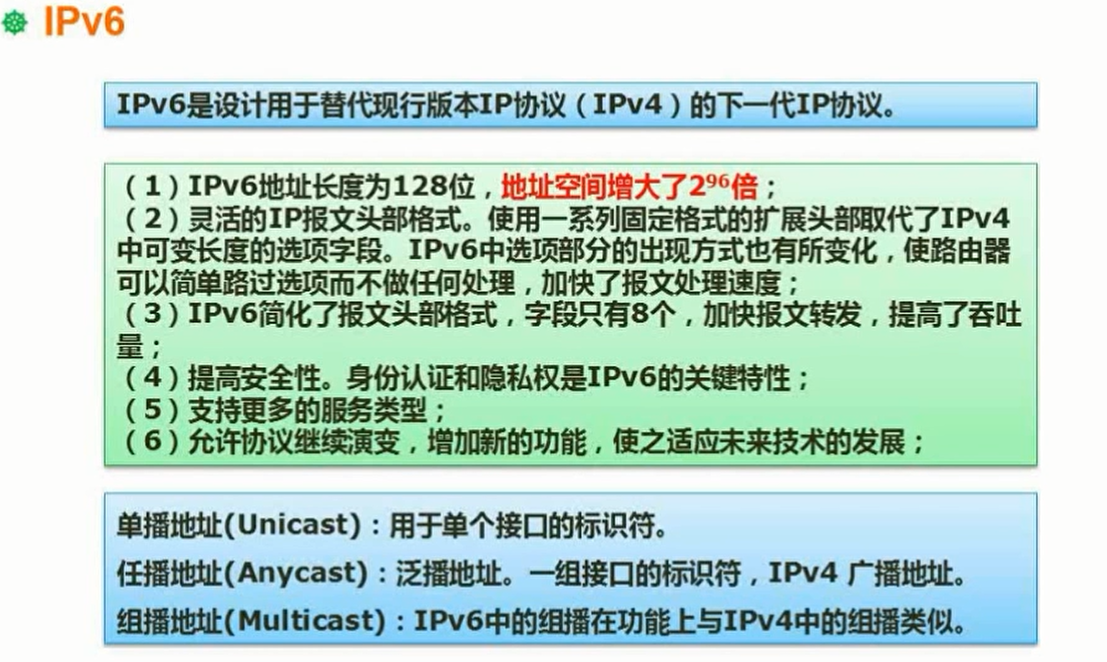 IPv6
IPv6是设计用于替代现行版本IP协议（IPv4）的下一代IP协议。
（1）IPv6地址长度为128位，地址空间增大了2⁹⁶倍；
（2）灵活的IP报文头部格式。使用一系列固定格式的扩展头部取代了IPv4
中可变长度的选项字段。IPv6中选项部分的出现方式也有所变化，使路由器
可以简单路过选项而不做任何处理，加快了报文处理速度；
（3）IPv6简化了报文头部格式，字段只有8个，加快报文转发，提高了吞吐
量；
（4）提高安全性。身份认证和隐私权是IPv6的关键特性；
（5）支持更多的服务类型；
（6）允许协议继续演变，增加新的功能，使之适应未来技术的发展；
单播地址(Unicast)：用于单个接口的标识符。
任播地址(Anycast)：泛播地址。一组接口的标识符，IPv4 广播地址。
组播地址(Multicast)：IPv6中的组播在功能上与IPv4中的组播类似。